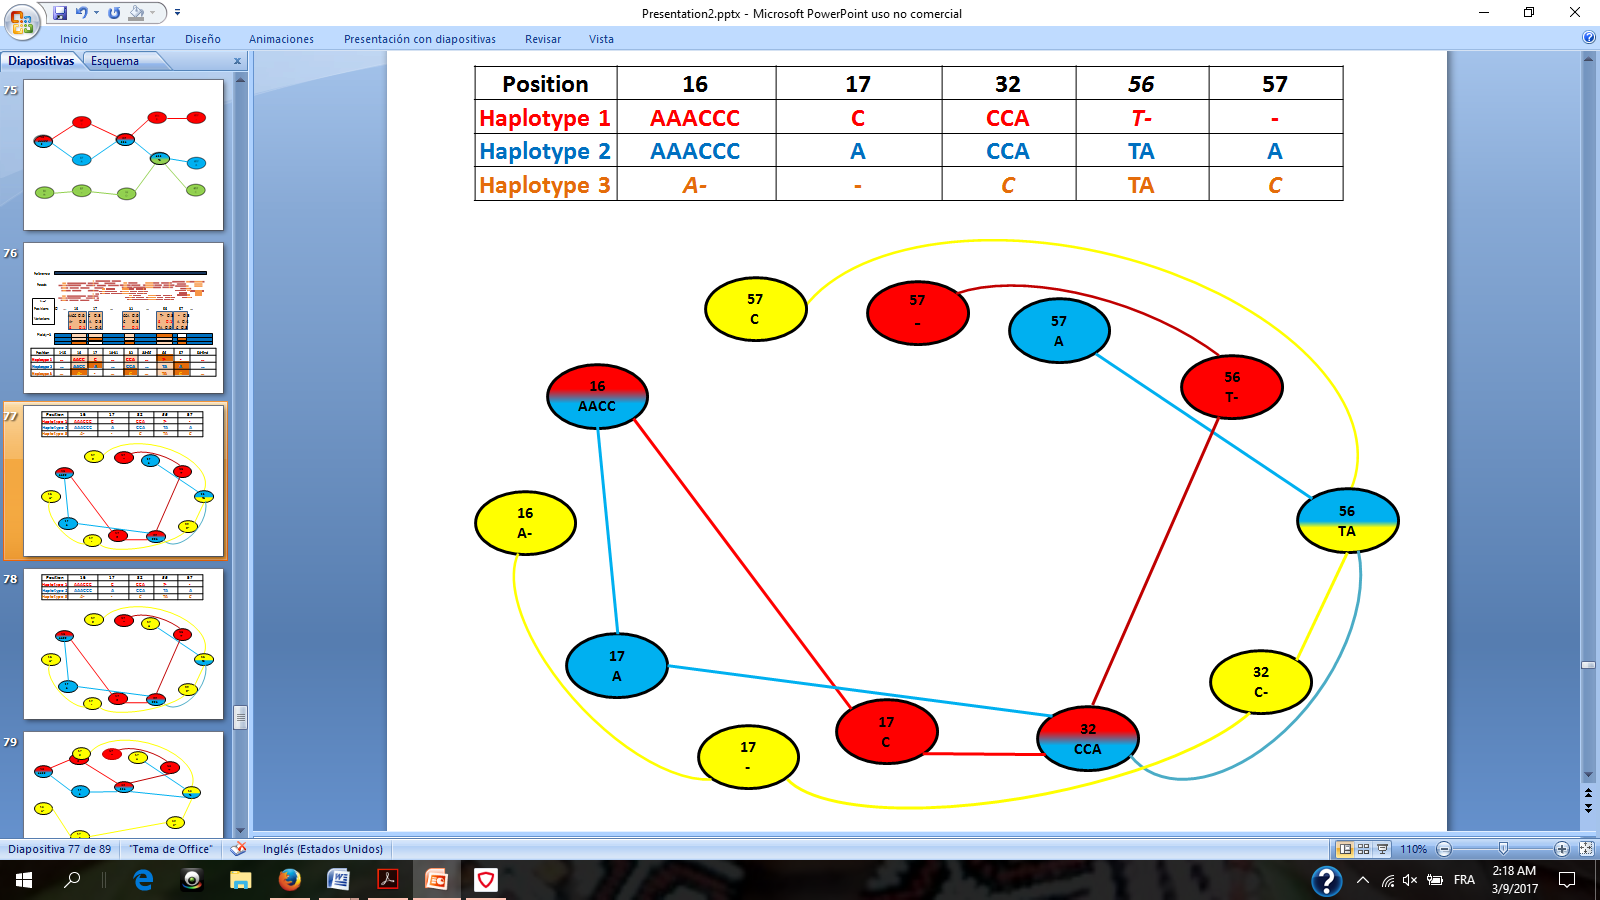 Presentation2.pptx - Microsoft PowerPoint uso no comercial
Inicio Insertar Diseño Animaciones Presentación con diapositivas Revisar Vista
Diapositivas Esquema x
75
76
77
78
79
Position 16 17 32 56 57
Haplotype 1 AAACCC C CCA T- -
Haplotype 2 AAACCC A CCA TA A
Haplotype 3 A- - C TA C
57
C
57
-
57
A
56
T-
16
AACC
16
A-
56
TA
17
A
32
C-
17
C
32
CCA
17
-
Diapositiva 77 de 89 "Tema de Office" Inglés (Estados Unidos) 110%
FRA
2:18 AM
3/9/2017